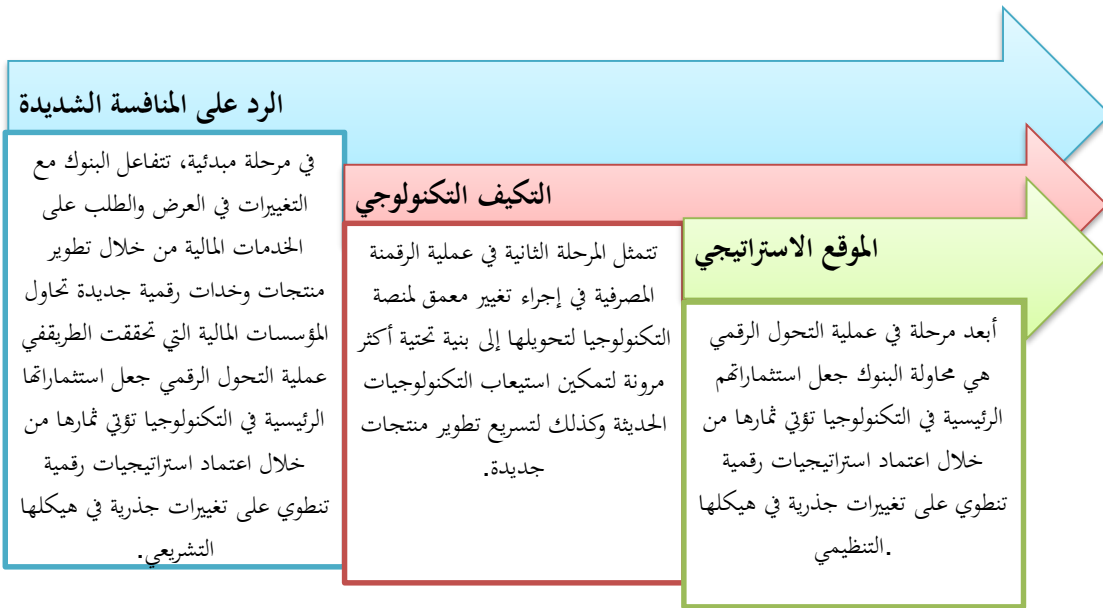 الرد على المنافسة الشديدة
في مرحلة مبدئية، تتفاعل البنوك مع
التغييرات في العرض والطلب على
الخدمات المالية من خلال تطوير
منتجات وخدات رقمية جديدة تحاول
المؤسسات المالية التي تحققت الطريقفي
عملية التحول الرقمي جعل استثماراتها
الرئيسية في التكنولوجيا تؤتي ثمارها من
خلال اعتماد استراتيجيات رقمية
تنطوي على تغييرات جذرية في هيكلها
التشريعي.
التكيف التكنولوجي
تتمثل المرحلة الثانية في عملية الرقمنة
المصرفية في إجراء تغيير معمق لمنصة
التكنولوجيا لتحويلها إلى بنية تحتية أكثر
مرونة لتمكين استيعاب التكنولوجيات
الحديثة وكذلك لتسريع تطوير منتجات
جديدة.
الموقع الاستراتيجي
أبعد مرحلة في عملية التحول الرقمي
هي محاولة البنوك جعل استثماراتهم
الرئيسية في التكنولوجيا تؤتي ثمارها من
خلال اعتماد استراتيجيات رقمية
تنطوي على تغييرات جذرية في هيكلها
.التنظيمي